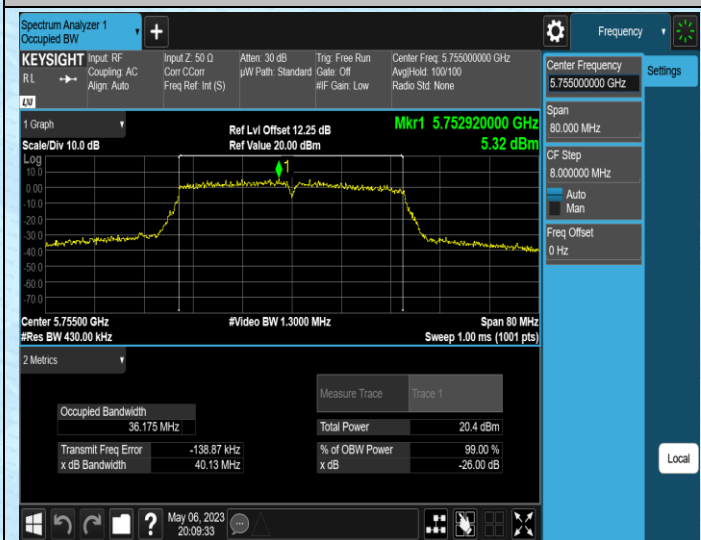 Spectrum Analyzer 1
Occupied BW
Frequency
KEYSIGHT
Input: RF
Coupling: AC
Align: Auto
Input Z: 50 Ω
Corr CCorr
Freq Ref: Int (S)
Atten: 30 dB
µW Path: Standard
Trig: Free Run
Gate: Off
#IF Gain: Low
Center Freq: 5.755000000 GHz
Avg|Hold: 100/100
Radio Std: None
RL
LXI
1 Graph
Scale/Div 10.0 dB
Ref Lvl Offset 12.25 dB
Ref Value 20.00 dBm
Mkr1 5.752920000 GHz
5.32 dBm
Log
10.0
0.00
-10.0
-20.0
-30.0
-40.0
-50.0
-60.0
-70.0
1
Center 5.75500 GHz
#Res BW 430.00 kHz
#Video BW 1.3000 MHz
Span 80 MHz
Sweep 1.00 ms (1001 pts)
2 Metrics
Measure Trace Trace 1
Occupied Bandwidth
36.175 MHz
Total Power 20.4 dBm
Transmit Freq Error -138.87 kHz
% of OBW Power 99.00 %
x dB Bandwidth 40.13 MHz
x dB -26.00 dB
May 06, 2023
20:09:33
Center Frequency
5.755000000 GHz
Settings
Span
80.000 MHz
CF Step
8.000000 MHz
Auto
Man
Freq Offset
0 Hz
Local